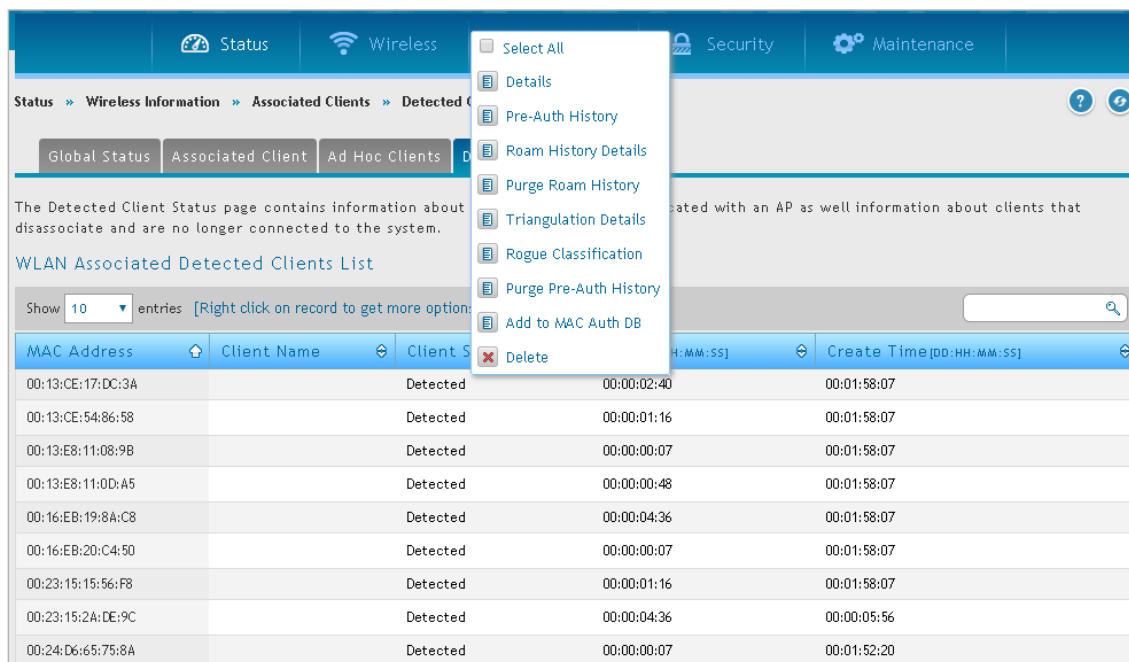 Status Wireless Security Maintenance
Select All
Details
Pre-Auth History
Roam History Details
Purge Roam History
Triangulation Details
Rogue Classification
Purge Pre-Auth History
Add to MAC Auth DB
Delete
Status » Wireless Information » Associated Clients » Detected
Global Status Associated Client Ad Hoc Clients
The Detected Client Status page contains information about with an AP as well information about clients that
disassociate and are no longer connected to the system.
WLAN Associated Detected Clients List
Show 10 entries [Right click on record to get more
MAC Address Client Name Client H:MM:SS] Create Time[DD:HH:MM:SS]
00:13:CE:17:DC:3A Detected 00:00:02:40 00:01:58:07
00:13:CE:54:86:58 Detected 00:00:01:16 00:01:58:07
00:13:E8:11:08:9B Detected 00:00:00:07 00:01:58:07
00:13:E8:11:0D:A5 Detected 00:00:00:48 00:01:58:07
00:16:EB:19:8A:C8 Detected 00:00:04:36 00:01:58:07
00:16:EB:20:C4:50 Detected 00:00:00:07 00:01:58:07
00:23:15:15:56:F8 Detected 00:00:01:16 00:01:58:07
00:23:15:2A:DE:9C Detected 00:00:04:36 00:00:05:56
00:24:D6:65:75:8A Detected 00:00:00:07 00:01:52:20